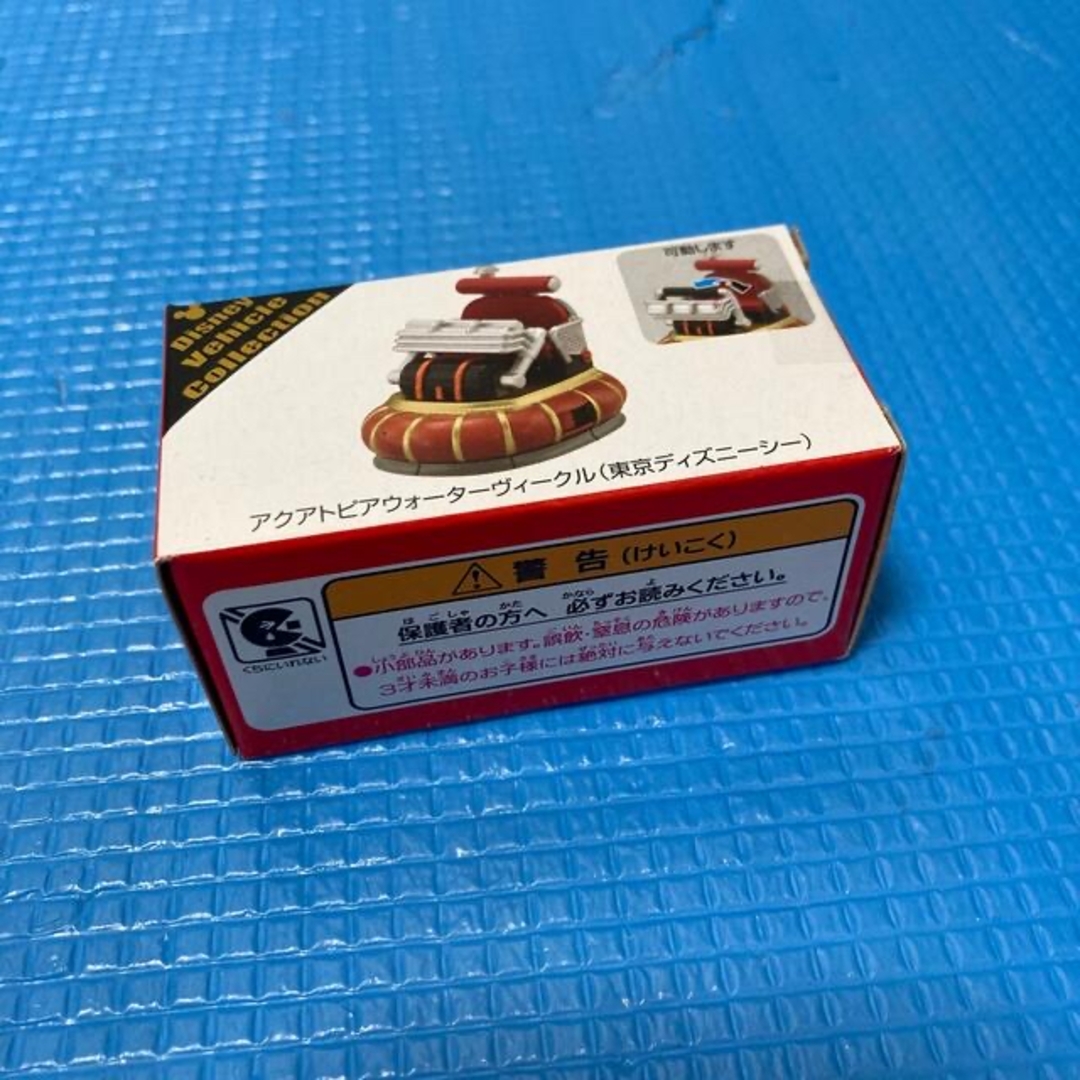 Disney
Vehicle
Collection
可動します
アクアトピアウォーターヴィークル(東京ディズニーシー)
警告(けいこく)
保護者の方へ 必ずお読みください。
●小部品があります。誤飲・窒息の危険がありますので、
3才未満のお子様には絶対に与えないでください。
くちにいれない